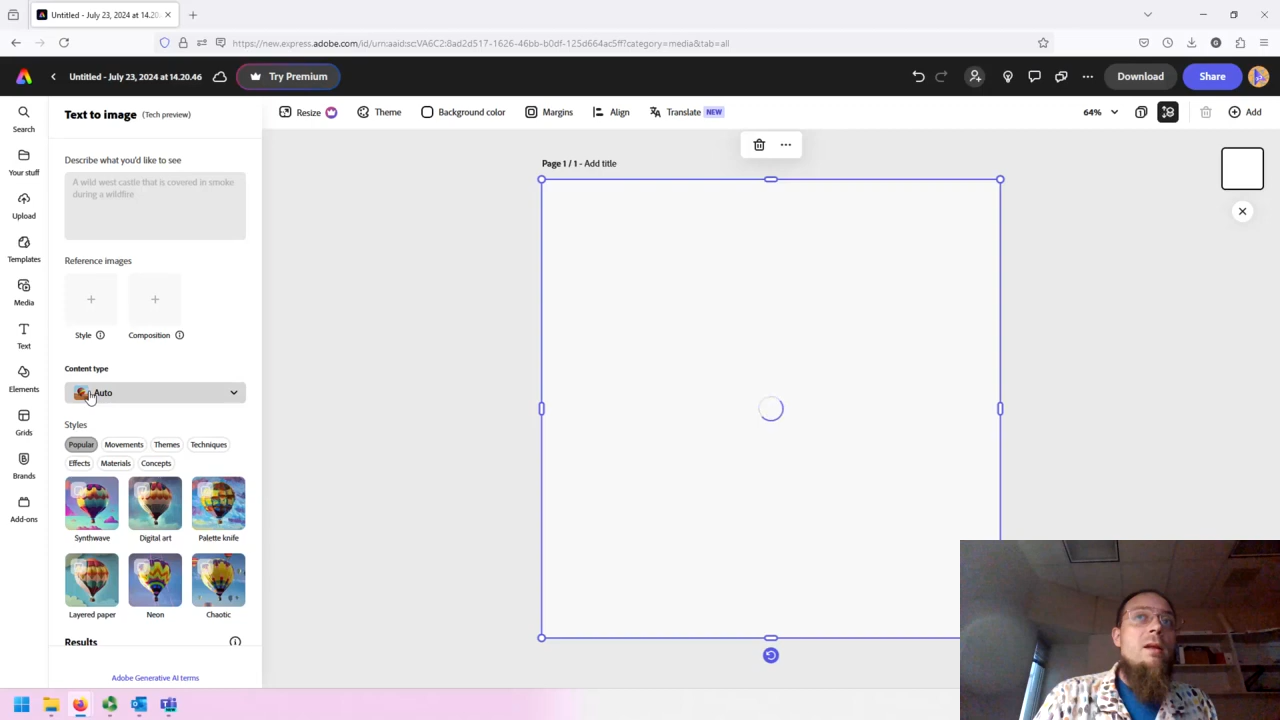 Untitled - July 23, 2024 at 14.20.
https://new.express.adobe.com/id/urn:aaid:sc:VA6C2:8ad2d517-1626-46bb-b0df-125d664ac5ff?category=media&tab=all
Untitled - July 23, 2024 at 14.20.46
Try Premium
Download
Share
Search
Your stuff
Upload
Templates
Media
Text
Elements
Grids
Brands
Add-ons
Text to image (Tech preview)
Resize
Theme
Background color
Margins
Align
Translate NEW
64%
Add
Describe what you'd like to see
A wild west castle that is covered in smoke
during a wildfire
Reference images
Style
Composition
Content type
Auto
Styles
Popular Movements Themes Techniques
Effects Materials Concepts
Synthwave Digital art Palette knife
Layered paper Neon Chaotic
Results
Adobe Generative AI terms
Page 1 / 1 - Add title